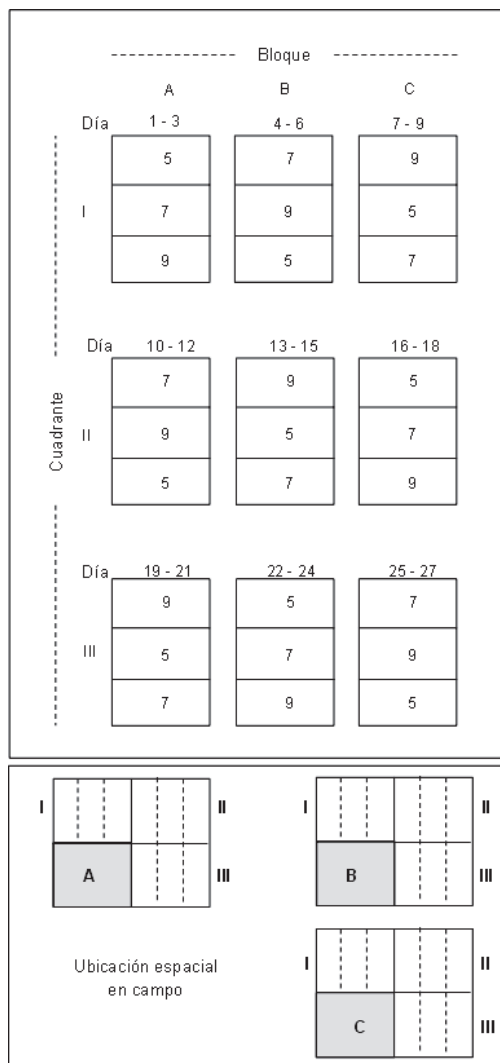 Bloque
A B C
Día 1 - 3 4 - 6 7 - 9
5 7 9
I 7 9 5
9 5 7
Cuadrante
Día 10 - 12 13 - 15 16 - 18
7 9 5
II 9 5 7
5 7 9
Día 19 - 21 22 - 24 25 - 27
9 5 7
III 5 7 9
7 9 5
I II I II
A III B III
Ubicación espacial
en campo
I II
C III